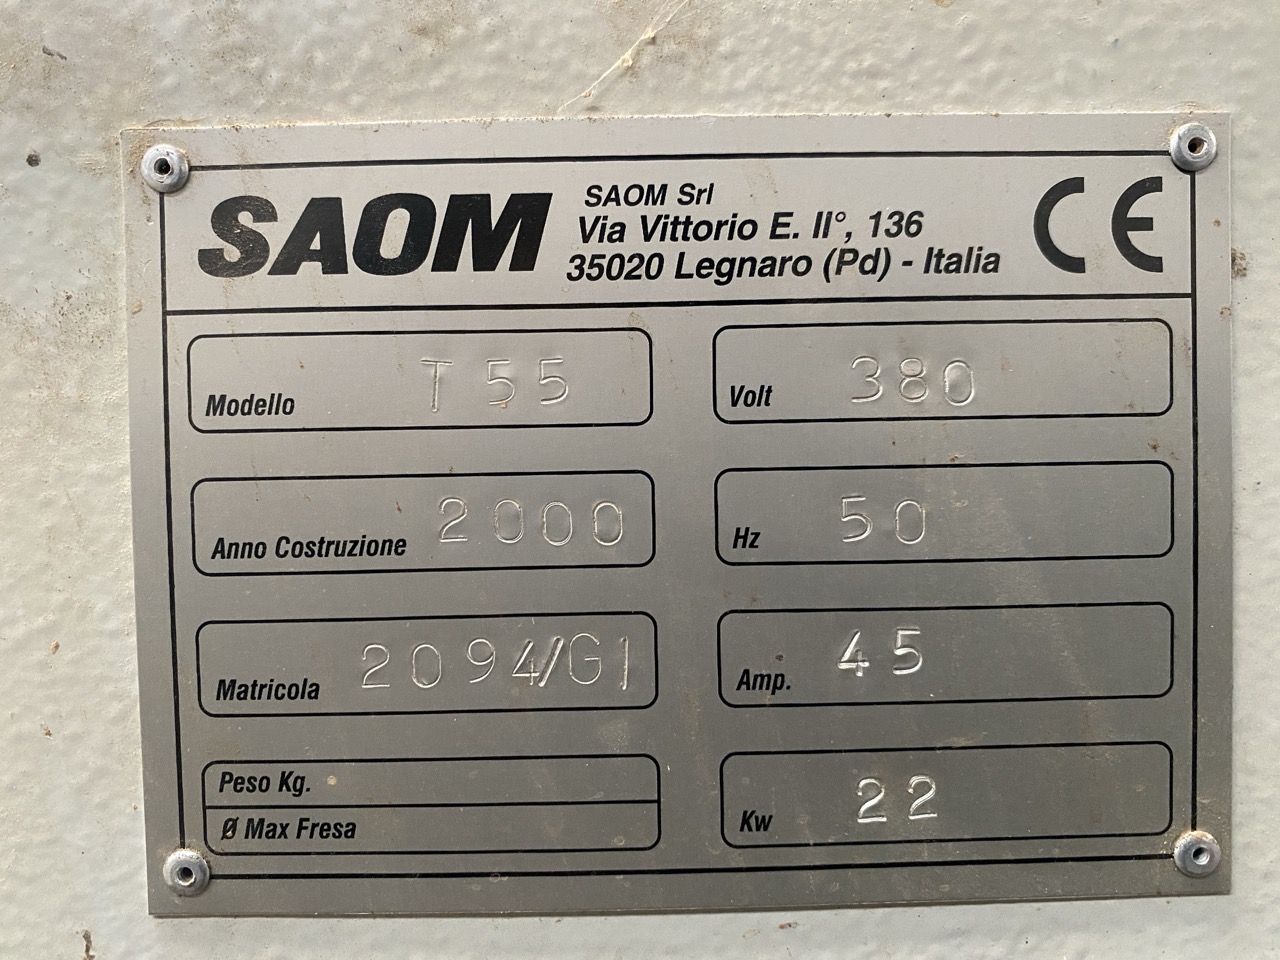 SAOM
SAOM Srl
Via Vittorio E. II°, 136
35020 Legnaro (Pd) - Italia
CE
Modello T 55
Volt 380
Anno Costruzione 2000
Hz 50
Matricola 2094/G1
Amp. 45
Peso Kg.
Ø Max Fresa
Kw 22